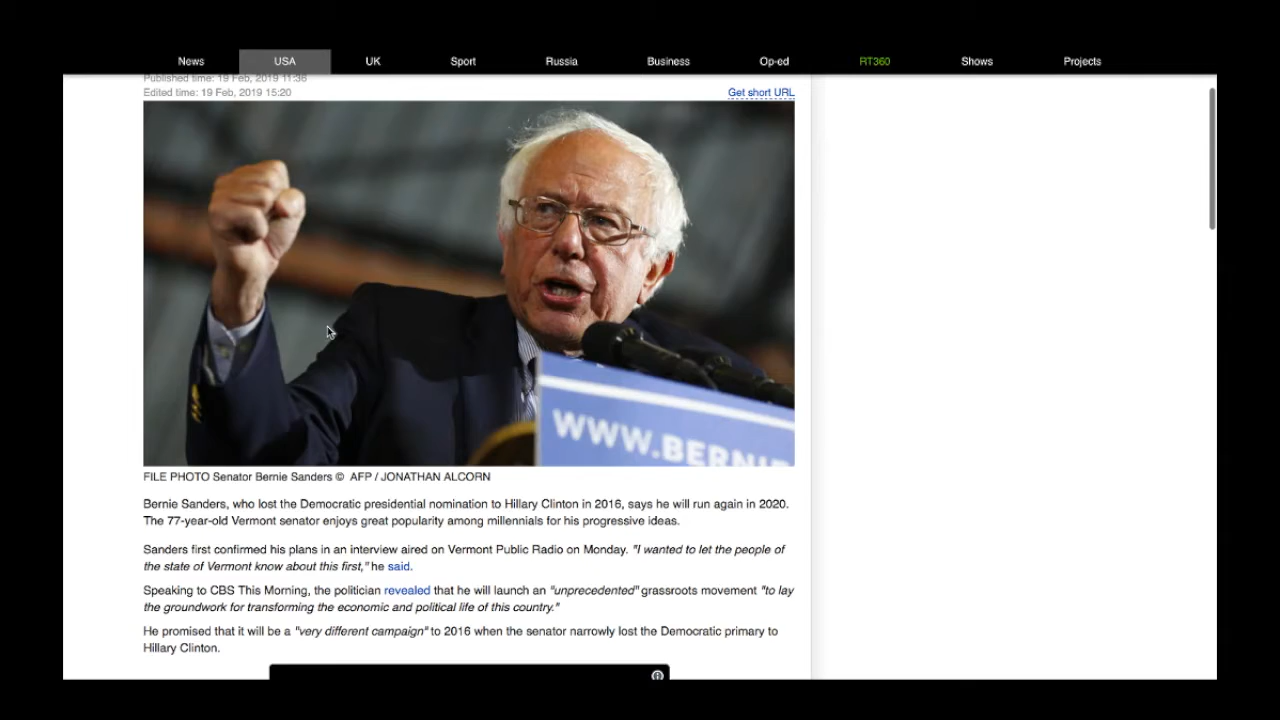 News USA UK Sport Russia Business Op-ed RT360 Shows Projects
Published time: 19 Feb, 2019 11:36
Edited time: 19 Feb, 2019 15:20 Get short URL
WWW.BERNIE
FILE PHOTO Senator Bernie Sanders © AFP / JONATHAN ALCORN
Bernie Sanders, who lost the Democratic presidential nomination to Hillary Clinton in 2016, says he will run again in 2020.
The 77-year-old Vermont senator enjoys great popularity among millennials for his progressive ideas.
Sanders first confirmed his plans in an interview aired on Vermont Public Radio on Monday. "I wanted to let the people of
the state of Vermont know about this first," he said.
Speaking to CBS This Morning, the politician revealed that he will launch an "unprecedented" grassroots movement "to lay
the groundwork for transforming the economic and political life of this country."
He promised that it will be a "very different campaign" to 2016 when the senator narrowly lost the Democratic primary to
Hillary Clinton.